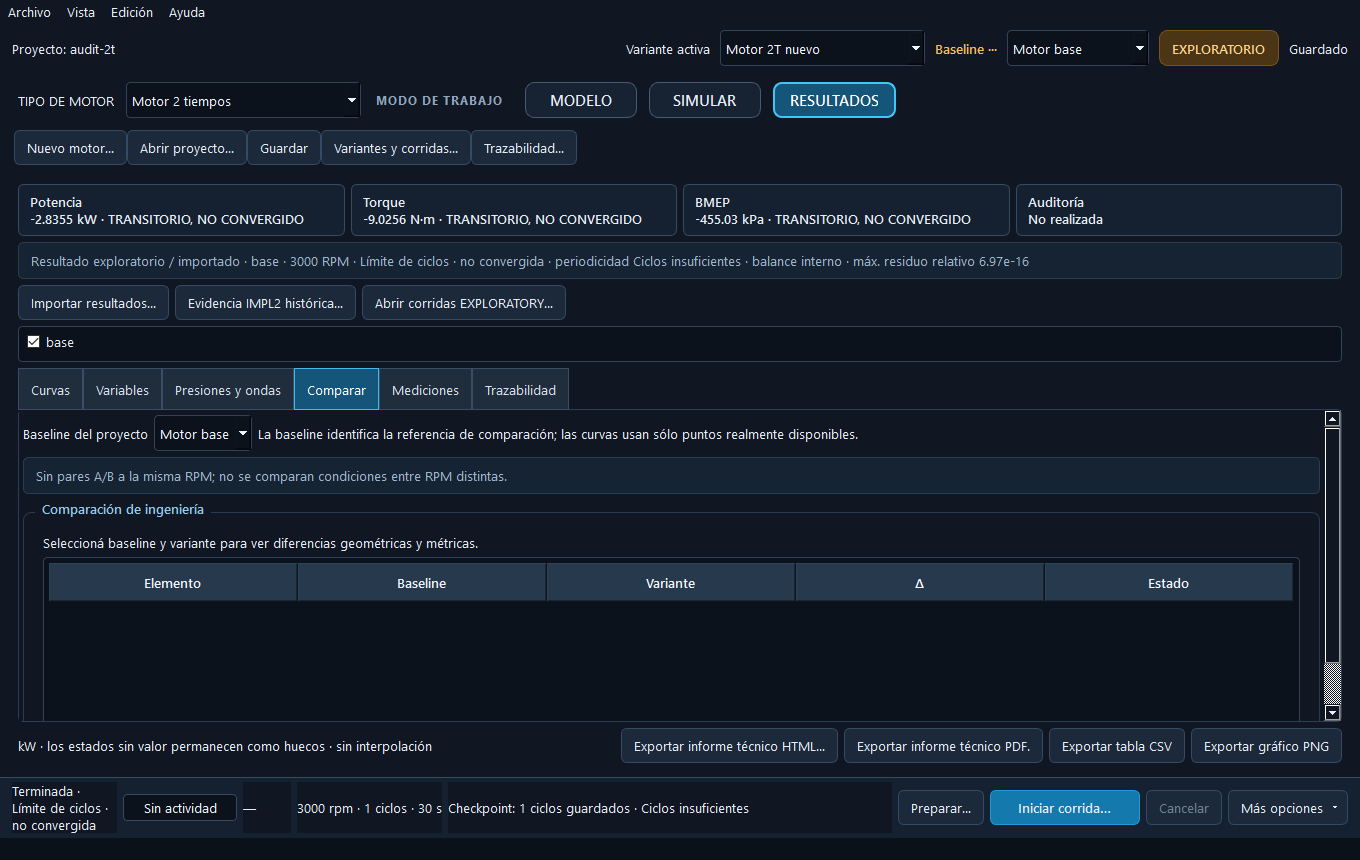 Archivo Vista Edición Ayuda
Proyecto: audit-2t
Variante activa Motor 2T nuevo Baseline ··· Motor base EXPLORATORIO Guardado
TIPO DE MOTOR Motor 2 tiempos MODO DE TRABAJO MODELO SIMULAR RESULTADOS
Nuevo motor... Abrir proyecto... Guardar Variantes y corridas... Trazabilidad...
Potencia
-2.8355 kW · TRANSITORIO, NO CONVERGIDO
Torque
-9.0256 N·m · TRANSITORIO, NO CONVERGIDO
BMEP
-455.03 kPa · TRANSITORIO, NO CONVERGIDO
Auditoría
No realizada
Resultado exploratorio / importado · base · 3000 RPM · Límite de ciclos · no convergida · periodicidad Ciclos insuficientes · balance interno · máx. residuo relativo 6.97e-16
Importar resultados... Evidencia IMPL2 histórica... Abrir corridas EXPLORATORY...
base
Curvas Variables Presiones y ondas Comparar Mediciones Trazabilidad
Baseline del proyecto Motor base La baseline identifica la referencia de comparación; las curvas usan sólo puntos realmente disponibles.
Sin pares A/B a la misma RPM; no se comparan condiciones entre RPM distintas.
Comparación de ingeniería
Seleccioná baseline y variante para ver diferencias geométricas y métricas.
Elemento Baseline Variante Δ Estado
kW · los estados sin valor permanecen como huecos · sin interpolación
Exportar informe técnico HTML... Exportar informe técnico PDF. Exportar tabla CSV Exportar gráfico PNG
Terminada ·
Límite de ciclos ·
no convergida
Sin actividad — 3000 rpm · 1 ciclos · 30 s Checkpoint: 1 ciclos guardados · Ciclos insuficientes
Preparar... Iniciar corrida... Cancelar Más opciones